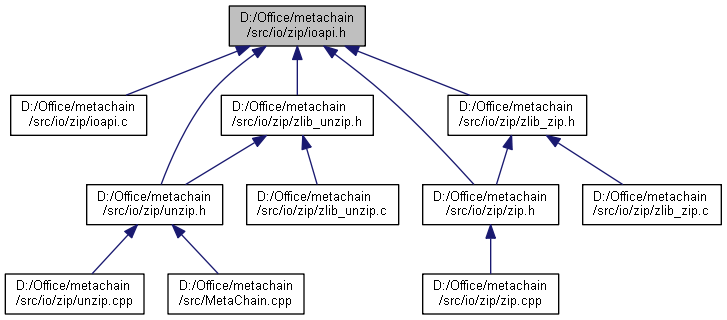 D:/Office/metachain
/src/io/zip/ioapi.h
D:/Office/metachain
/src/io/zip/ioapi.c
D:/Office/metachain
/src/io/zip/zlib_unzip.h
D:/Office/metachain
/src/io/zip/zlib_zip.h
D:/Office/metachain
/src/io/zip/unzip.h
D:/Office/metachain
/src/io/zip/zlib_unzip.c
D:/Office/metachain
/src/io/zip/zip.h
D:/Office/metachain
/src/io/zip/zlib_zip.c
D:/Office/metachain
/src/io/zip/unzip.cpp
D:/Office/metachain
/src/MetaChain.cpp
D:/Office/metachain
/src/io/zip/zip.cpp